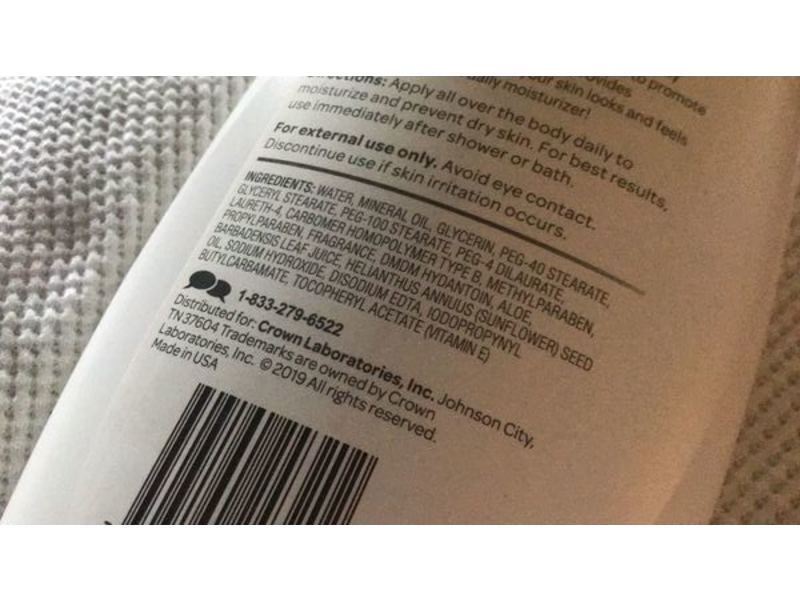 your skin looks and feels
daily moisturizer!
Directions: Apply all over the body daily to
moisturize and prevent dry skin. For best results,
use immediately after shower or bath.
For external use only. Avoid eye contact.
Discontinue use if skin irritation occurs.
INGREDIENTS: WATER, MINERAL OIL, GLYCERIN, PEG-40 STEARATE,
GLYCERYL STEARATE, PEG-100 STEARATE, PEG-4 DILAURATE,
LAURETH-4, CARBOMER HOMOPOLYMER TYPE B, METHYLPARABEN,
PROPYLPARABEN, FRAGRANCE, DMDM HYDANTOIN, ALOE
BARBADENSIS LEAF JUICE, HELIANTHUS ANNUUS (SUNFLOWER) SEED
OIL, SODIUM HYDROXIDE, DISODIUM EDTA, IODOPROPYNYL
BUTYLCARBAMATE, TOCOPHERYL ACETATE (VITAMIN E)
1-833-279-6522
Distributed for: Crown Laboratories, Inc. Johnson City,
TN 37604 Trademarks are owned by Crown
Laboratories, Inc. © 2019 All rights reserved.
Made in USA